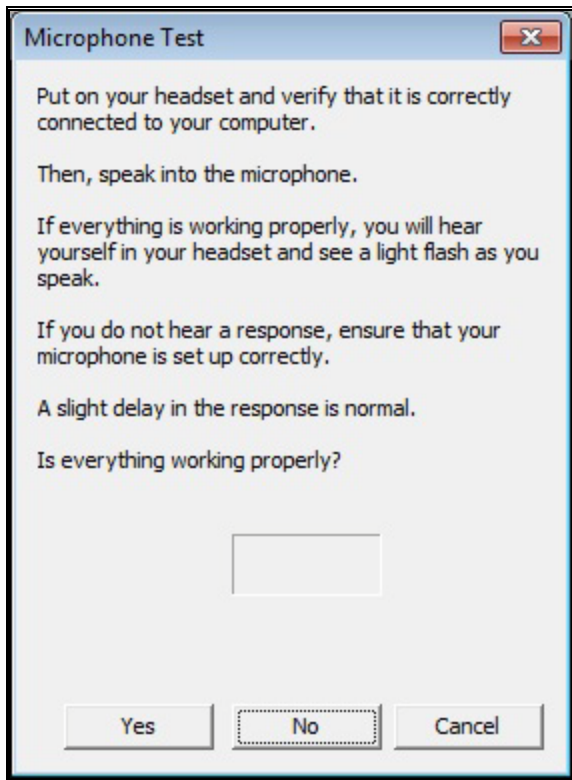 Microphone Test
Put on your headset and verify that it is correctly
connected to your computer.
Then, speak into the microphone.
If everything is working properly, you will hear
yourself in your headset and see a light flash as you
speak.
If you do not hear a response, ensure that your
microphone is set up correctly.
A slight delay in the response is normal.
Is everything working properly?
Yes No Cancel